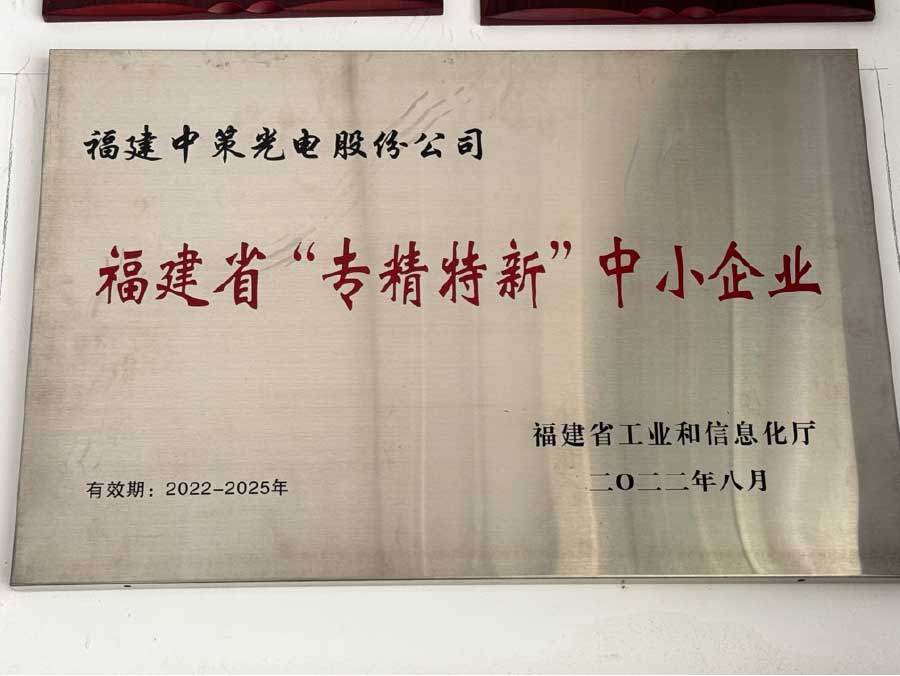 福建中策光电股份公司
福建省“专精特新”中小企业
福建省工业和信息化厅
有效期：2022-2025年
二〇二二年八月